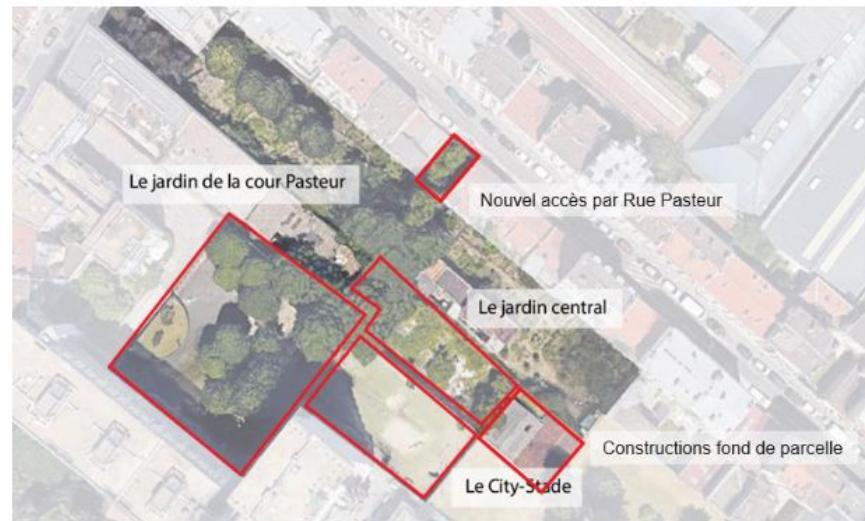 Le jardin de la cour Pasteur
Nouvel accès par Rue Pasteur
Le jardin central
Constructions fond de parcelle
Le City-Stade